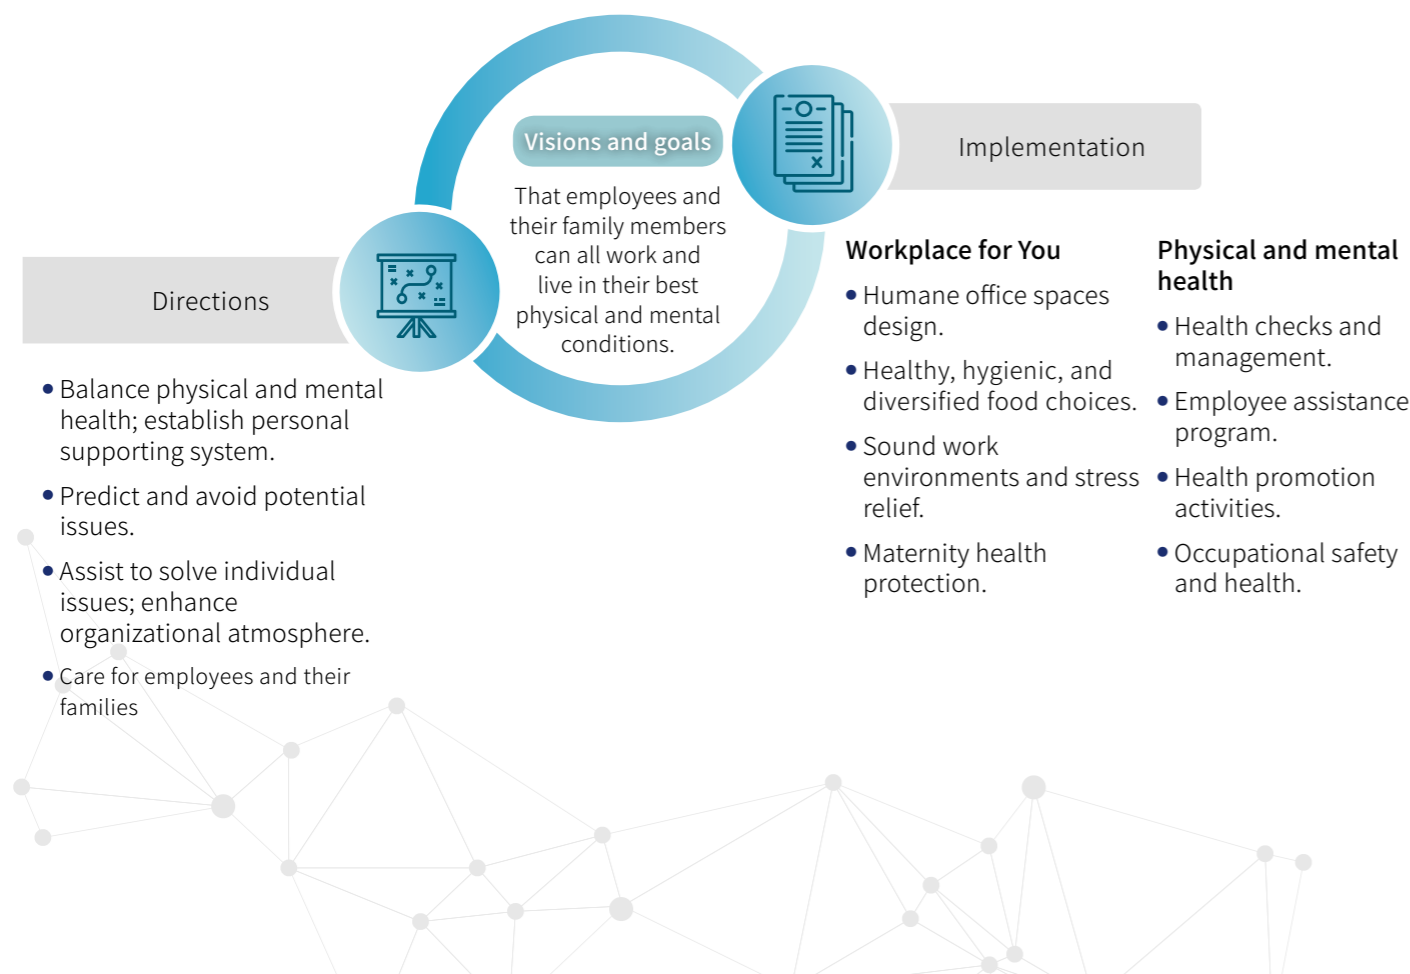 Visions and goals
That employees and
their family members
can all work and
live in their best
physical and mental
conditions.
Directions
• Balance physical and mental
health; establish personal
supporting system.
• Predict and avoid potential
issues.
• Assist to solve individual
issues; enhance
organizational atmosphere.
• Care for employees and their
families
Implementation
Workplace for You
• Humane office spaces
design.
• Healthy, hygienic, and
diversified food choices.
• Sound work
environments and stress
relief.
• Maternity health
protection.
Physical and mental
health
• Health checks and
management.
• Employee assistance
program.
• Health promotion
activities.
• Occupational safety
and health.